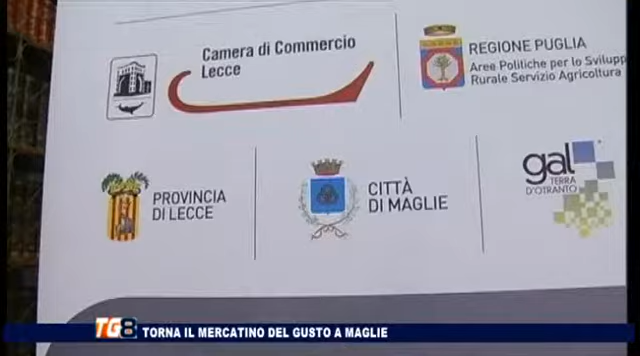 Camera di Commercio
Lecce
REGIONE PUGLIA
Aree Politiche per lo Svilupp
Rurale Servizio Agricoltura
PROVINCIA
DI LECCE
CITTÀ
DI MAGLIE
gal
TERRA
D'OTRANTO
TG8 TORNA IL MERCATINO DEL GUSTO A MAGLIE